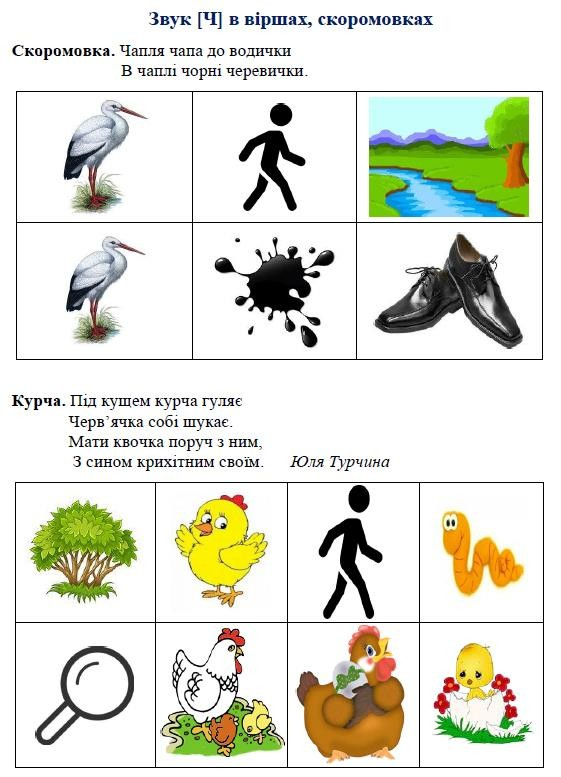 Звук [Ч] в віршах, скоромовках
Скоромовка. Чапля чапа до водички
В чаплі чорні черевички.
Курча. Під кущем курча гуляє
Черв’ячка собі шукає.
Мати квочка поруч з ним,
З сином крихітним своїм. Юля Турчина